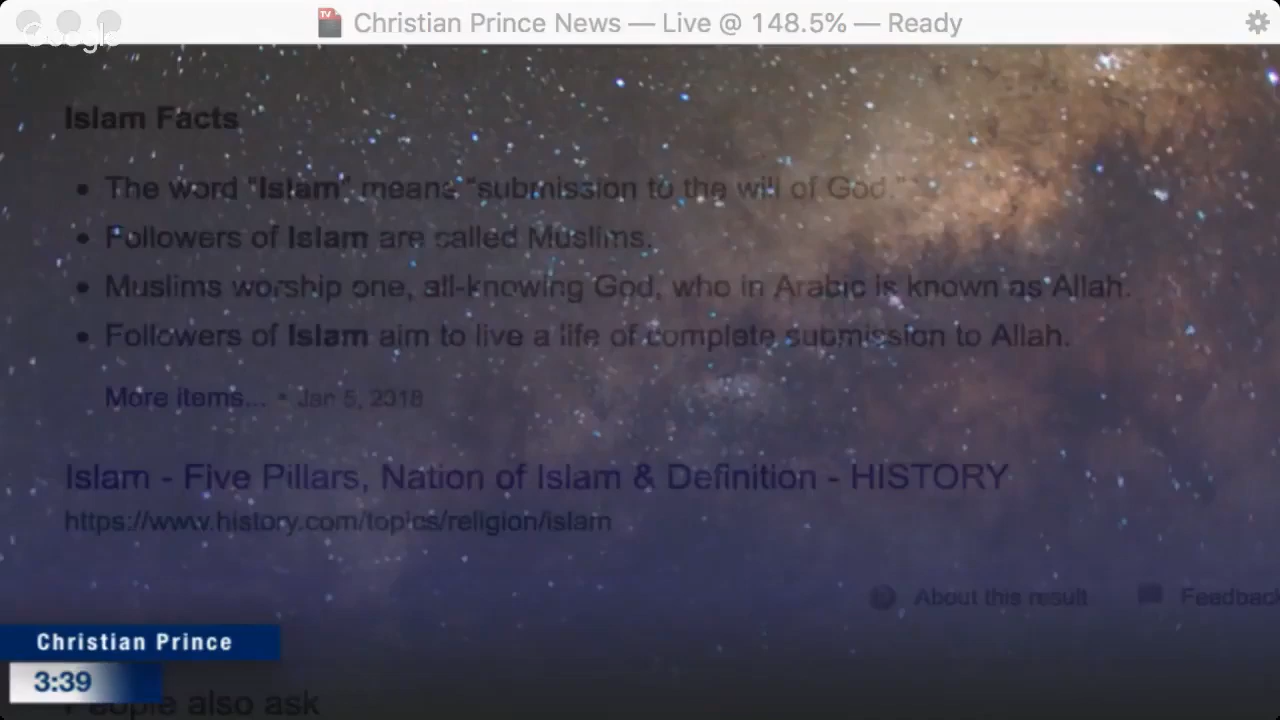 Christian Prince News — Live @ 148.5% — Ready
Google
Islam Facts
• The word "Islam" means "submission to the will of God."
• Followers of Islam are called Muslims.
• Muslims worship one, all-knowing God, who in Arabic is known as Allah.
• Followers of Islam aim to live a life of complete submission to Allah.
More items... • Jan 5, 2018
Islam - Five Pillars, Nation of Islam & Definition - HISTORY
https://www.history.com/topics/religion/islam
About this result Feedback
Christian Prince
3:39
People also ask